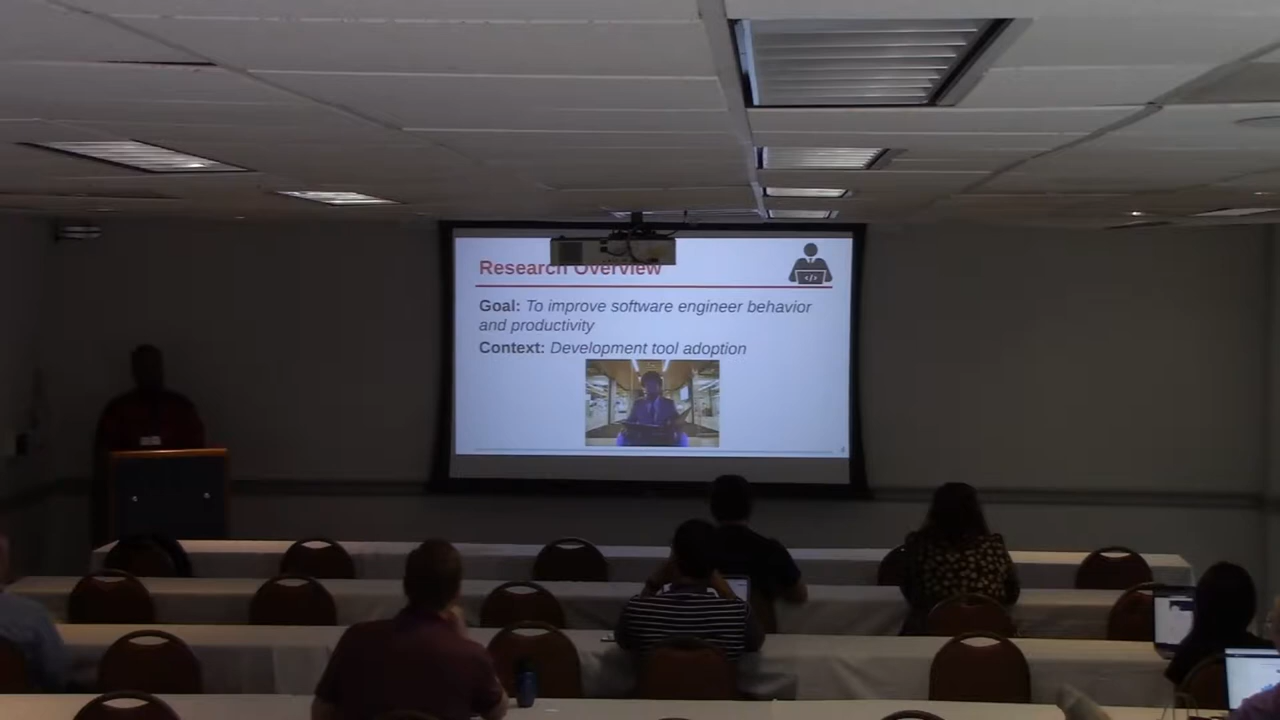 Research Overview
</>
Goal: To improve software engineer behavior
and productivity
Context: Development tool adoption